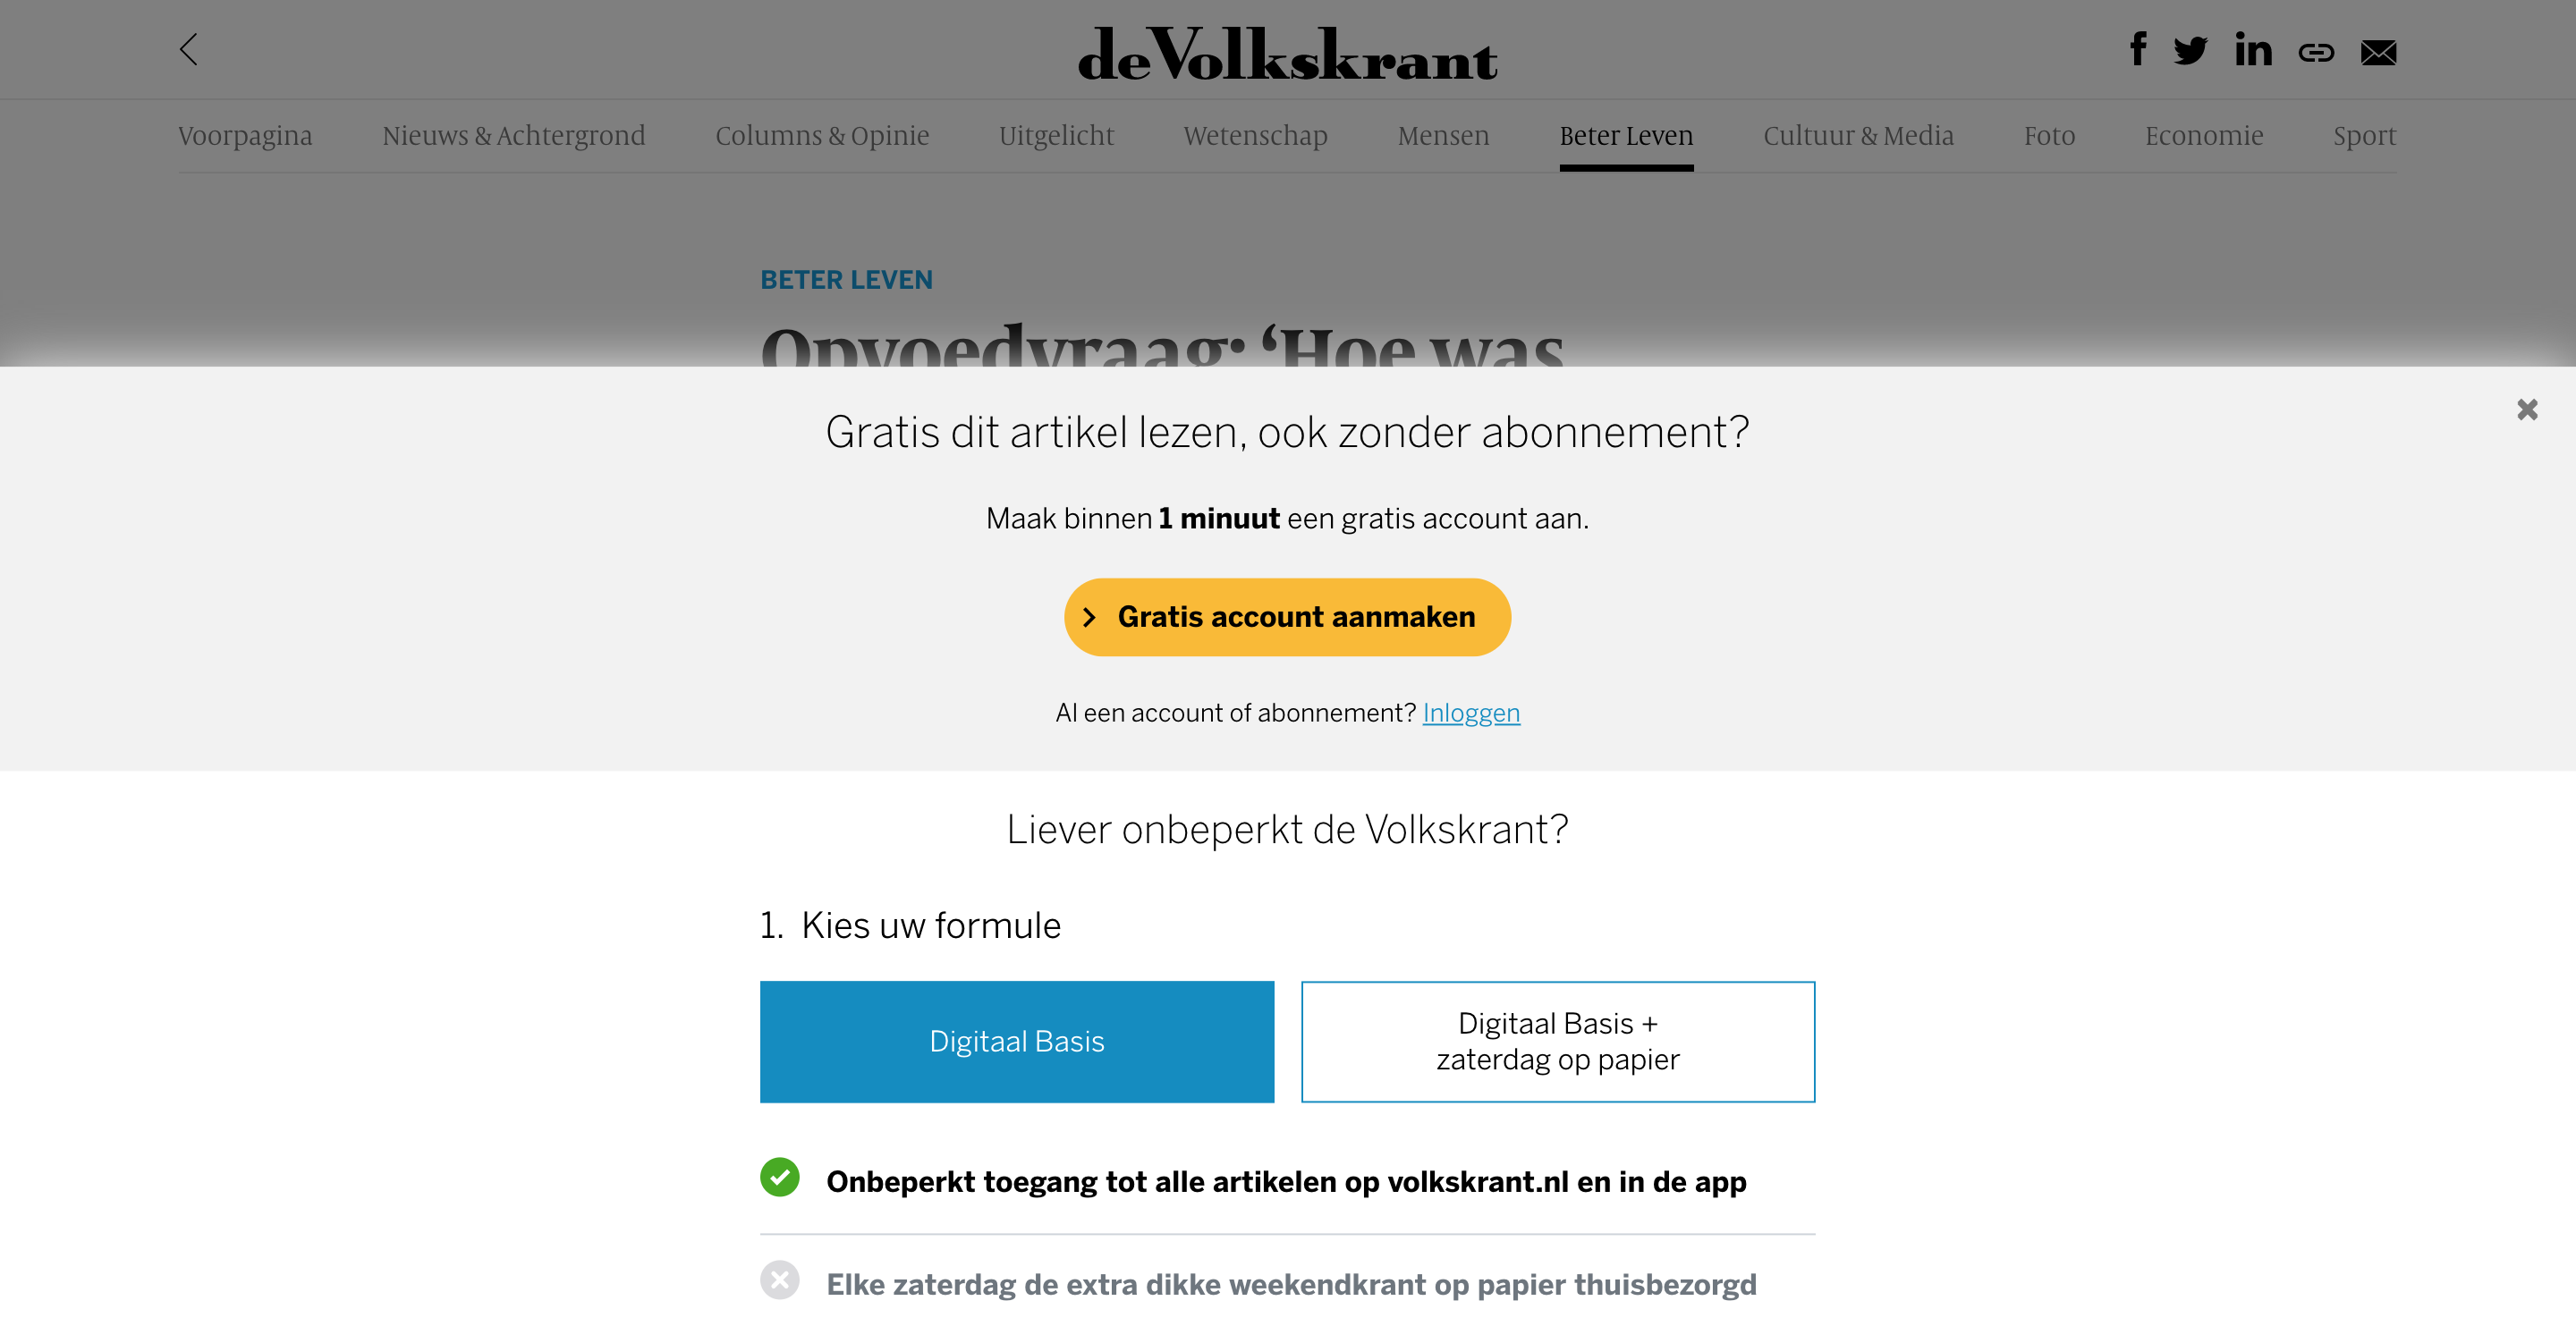 deVolkskrant
Voorpagina Nieuws & Achtergrond Columns & Opinie Uitgelicht Wetenschap Mensen Beter Leven Cultuur & Media Foto Economie Sport
BETER LEVEN
Opvoedvraag: ‘Hoe was
Gratis dit artikel lezen, ook zonder abonnement?
Maak binnen 1 minuut een gratis account aan.
Gratis account aanmaken
Al een account of abonnement? Inloggen
Liever onbeperkt de Volkskrant?
1. Kies uw formule
Digitaal Basis
Digitaal Basis +
zaterdag op papier
Onbeperkt toegang tot alle artikelen op volkskrant.nl en in de app
Elke zaterdag de extra dikke weekendkrant op papier thuisbezorgd